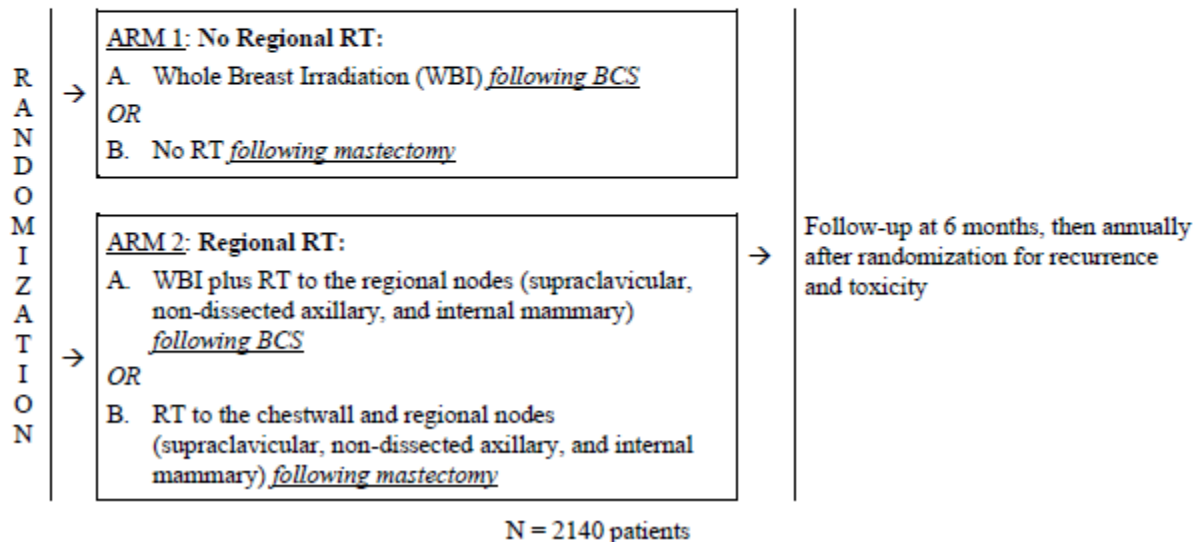 RANDOMIZATION
→
ARM 1: No Regional RT:
A. Whole Breast Irradiation (WBI) following BCS
OR
B. No RT following mastectomy
→
ARM 2: Regional RT:
A. WBI plus RT to the regional nodes (supraclavicular,
non-dissected axillary, and internal mammary)
following BCS
OR
B. RT to the chestwall and regional nodes
(supraclavicular, non-dissected axillary, and internal
mammary) following mastectomy
→
Follow-up at 6 months, then annually
after randomization for recurrence
and toxicity
N = 2140 patients